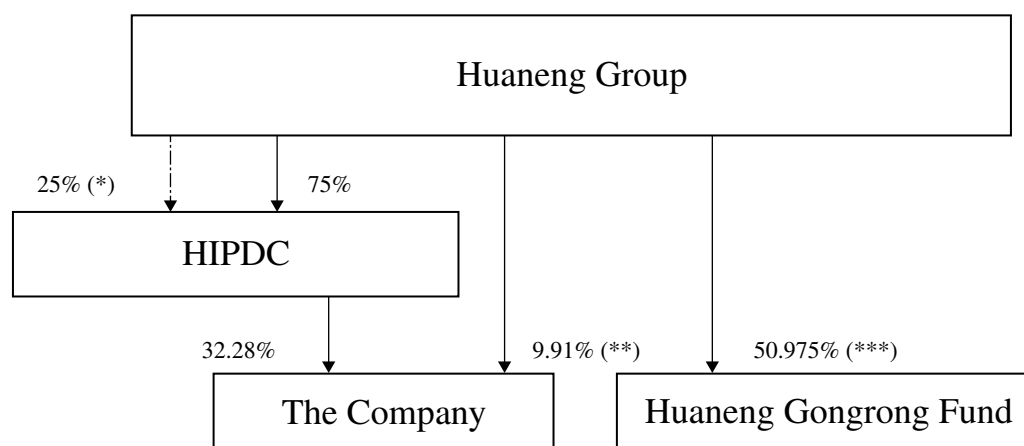 Huaneng Group
25% (*)
75%
HIPDC
32.28%
9.91% (**)
50.975% (***)
The Company
Huaneng Gongrong Fund